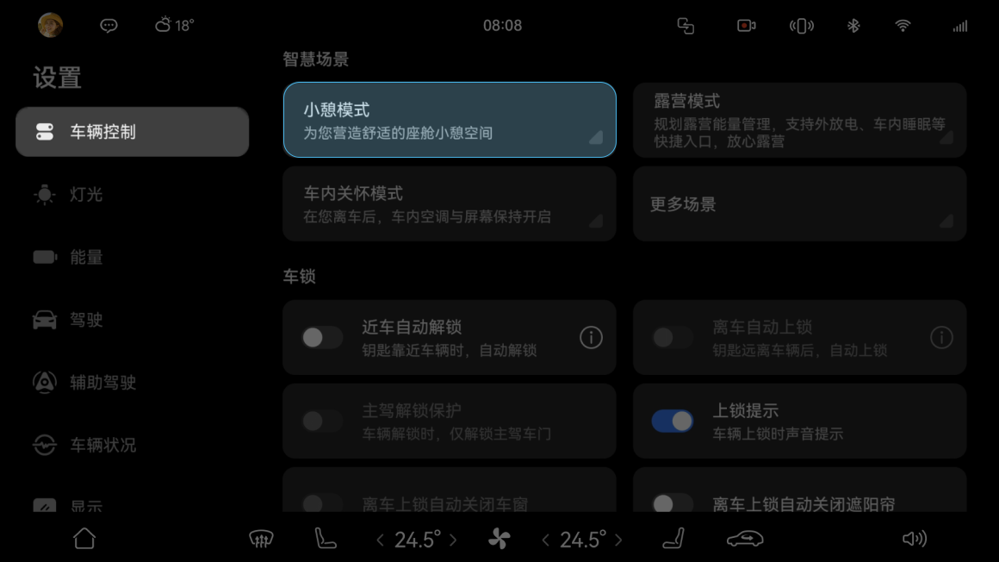 18°
08:08
设置
车辆控制
灯光
能量
驾驶
辅助驾驶
车辆状况
显示
智慧场景
小憩模式
为您营造舒适的座舱小憩空间
露营模式
规划露营能量管理，支持外放电、车内睡眠等
快捷入口，放心露营
车内关怀模式
在您离车后，车内空调与屏幕保持开启
更多场景
车锁
近车自动解锁
钥匙靠近车辆时，自动解锁
离车自动上锁
钥匙远离车辆后，自动上锁
主驾解锁保护
车辆解锁时，仅解锁主驾车门
上锁提示
车辆上锁时声音提示
离车上锁自动关闭车窗
离车上锁自动关闭遮阳帘
24.5°
24.5°